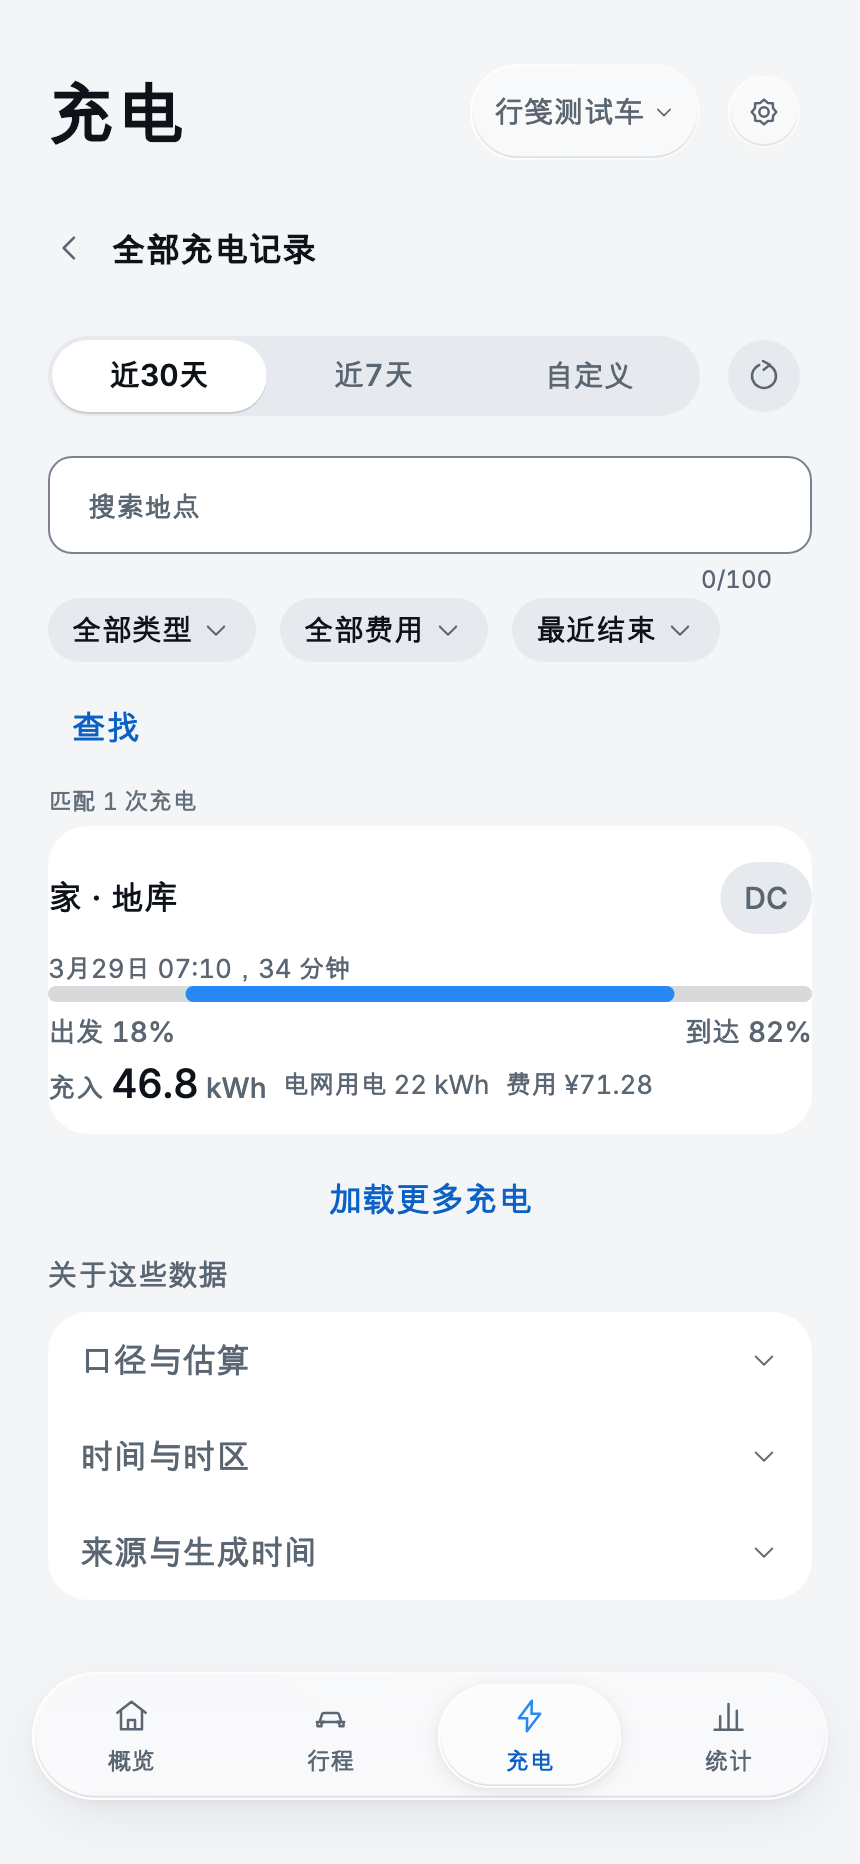 充电
行笺测试车
全部充电记录
近30天 近7天 自定义
搜索地点
0/100
全部类型 全部费用 最近结束
查找
匹配 1 次充电
家 · 地库 DC
3月29日 07:10，34 分钟
出发 18% 到达 82%
充入 46.8 kWh 电网用电 22 kWh 费用 ¥71.28
加载更多充电
关于这些数据
口径与估算
时间与时区
来源与生成时间
概览 行程 充电 统计